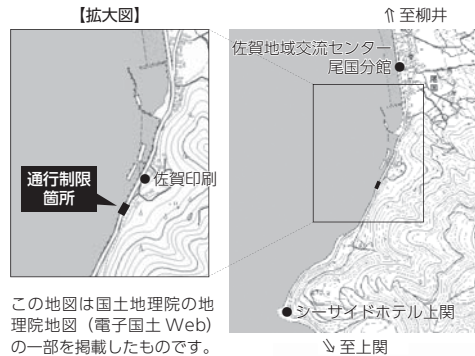 【拡大図】
⇧至柳井
佐賀地域交流センター
尾国分館
尾国
佐賀印刷
通行制限
箇所
シーサイドホテル上関
この地図は国土地理院の地
理院地図（電子国土 Web）
の一部を掲載したものです。
⇩至上関